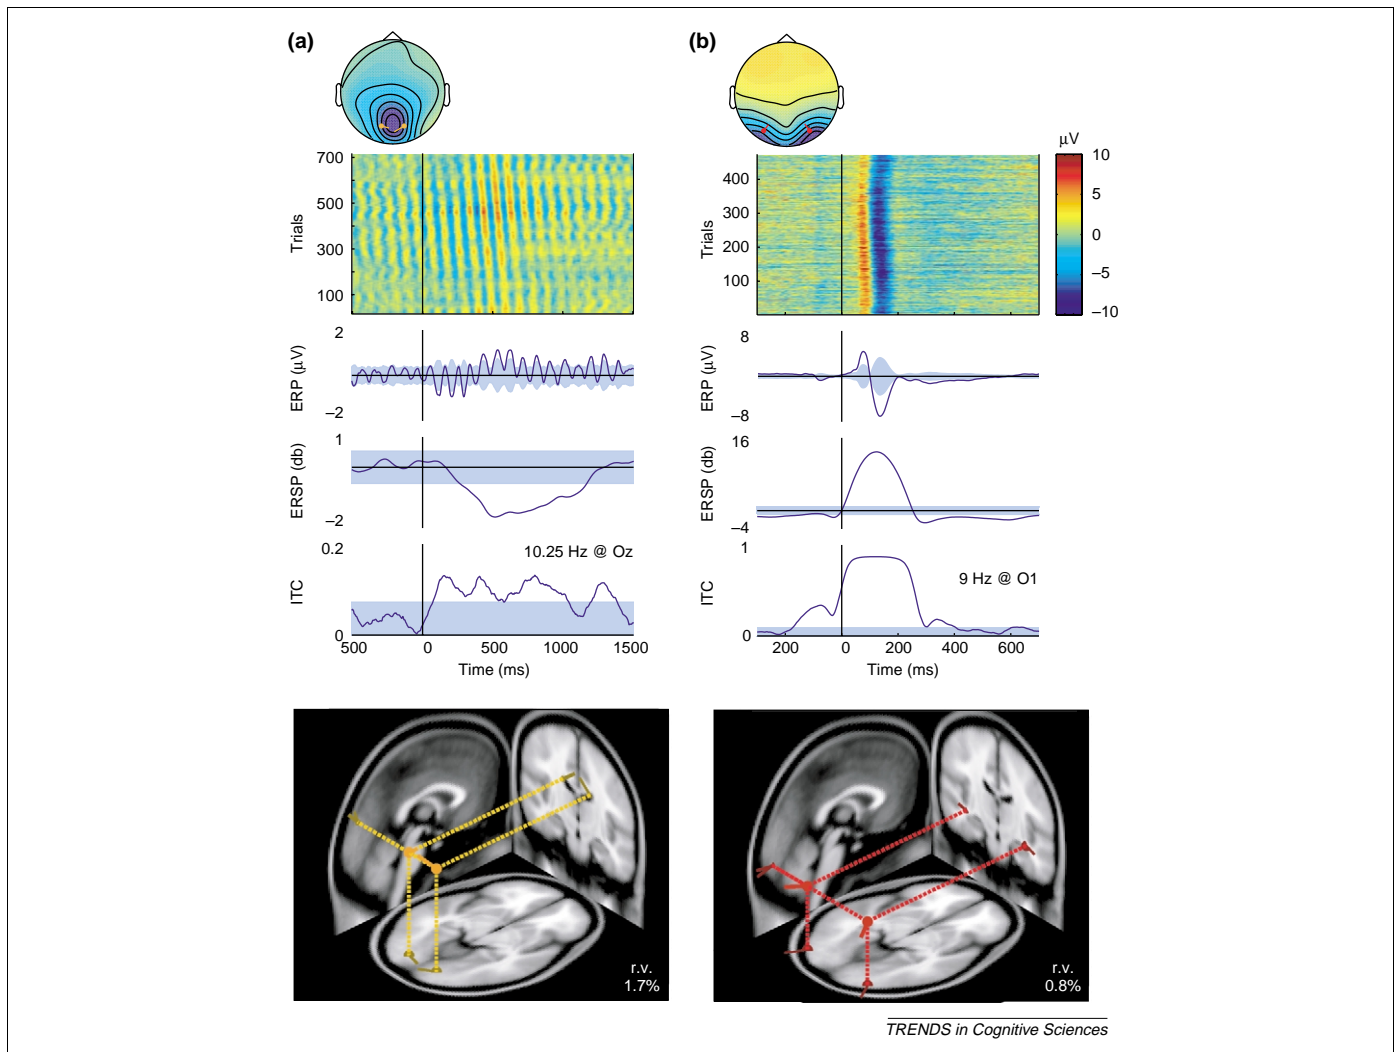 (a)
700
500
300
100
Trials
2
–2
ERP (µV)
1
–2
ERSP (db)
0.2
0
ITC
10.25 Hz @ Oz
500 0 500 1000 1500
Time (ms)
r.v.
1.7%
(b)
400
300
200
100
Trials
µV
10
5
0
–5
–10
8
–8
ERP (µV)
16
–4
ERSP (db)
1
0
ITC
9 Hz @ O1
200 0 200 400 600
Time (ms)
r.v.
0.8%
TRENDS in Cognitive Sciences